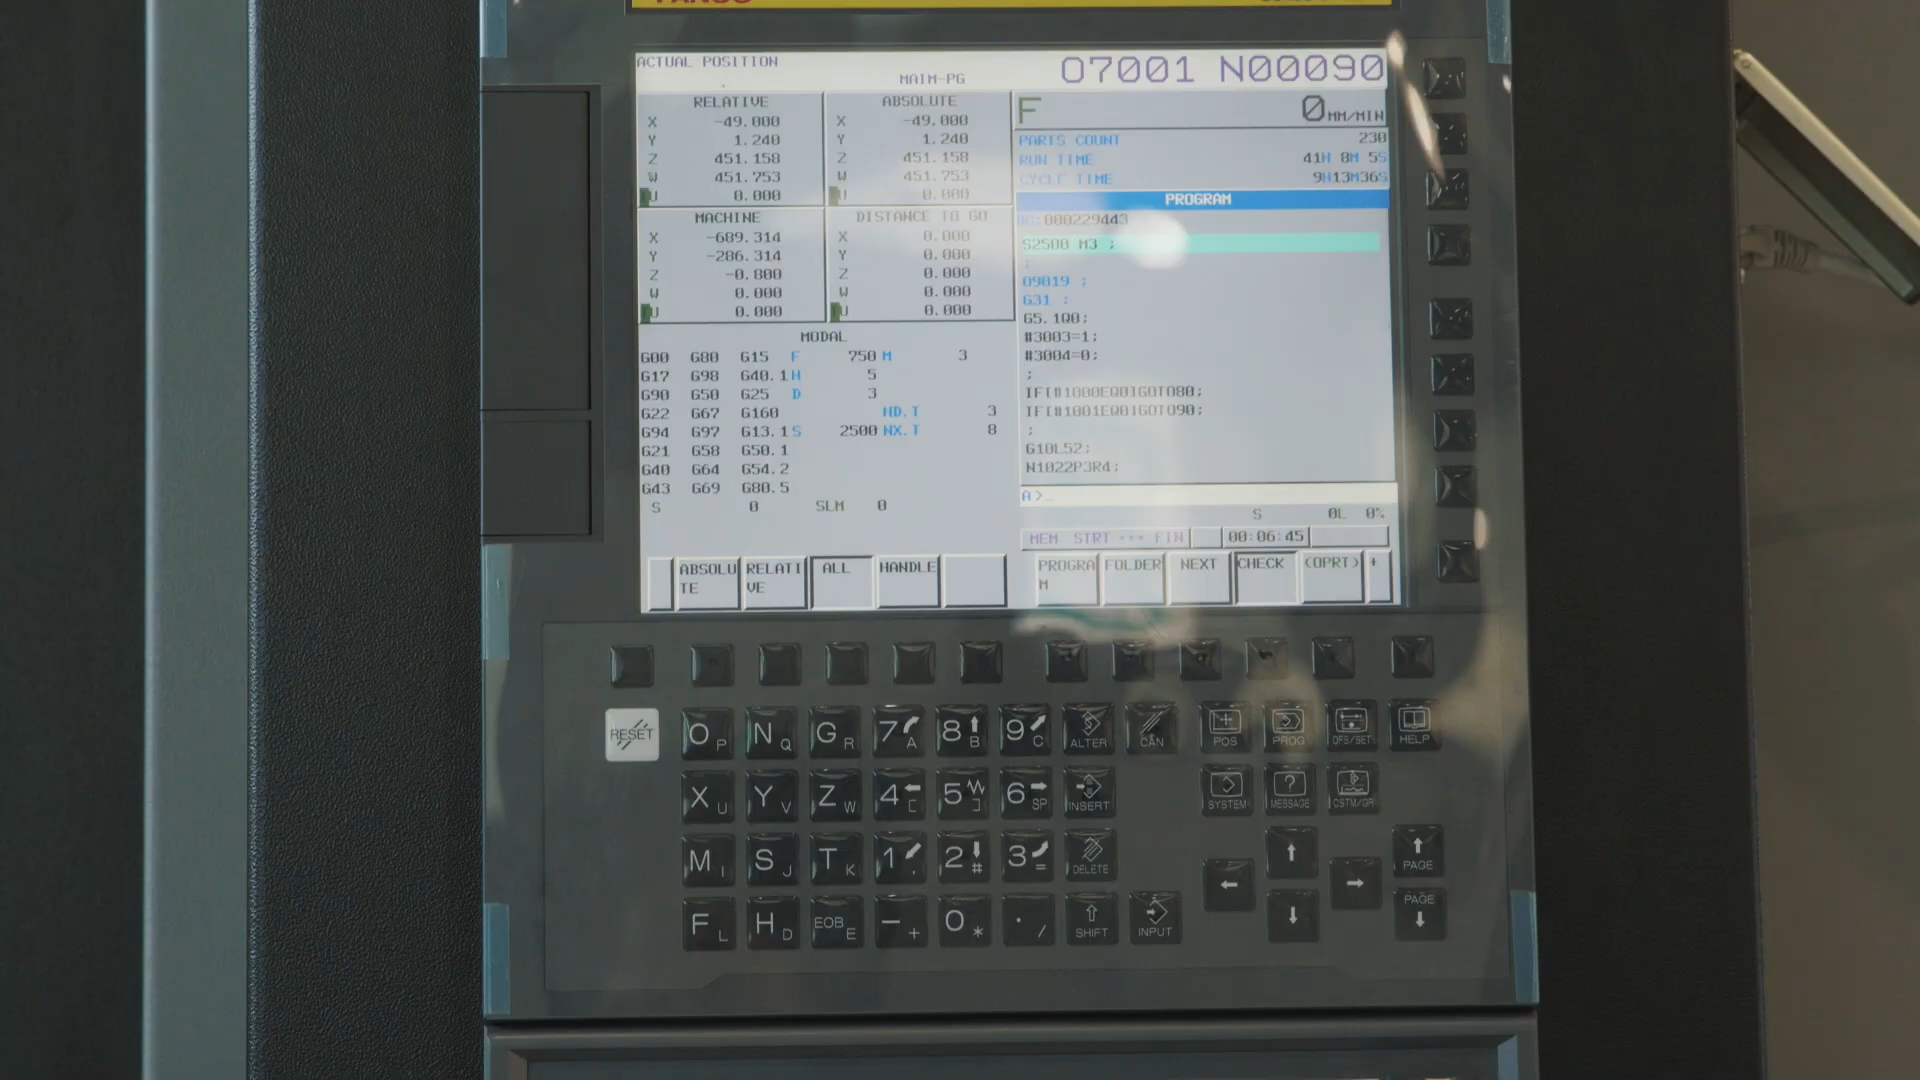 FANUC
ACTUAL POSITION
MAIM-PG
O7001 N00090
RELATIVE
X -49.000
Y 1.240
Z 451.158
W 451.753
U 0.000
ABSOLUTE
X -49.000
Y 1.240
Z 451.158
W 451.753
U 0.000
MACHINE
X -689.314
Y -286.314
Z -0.800
W 0.000
U 0.000
DISTANCE TO GO
X 0.000
Y 0.000
Z 0.000
W 0.000
U 0.000
MODAL
G00 G80 G15 F 750 M 3
G17 G98 G40.1 H 5
G90 G50 G25 D 3
G22 G67 G160 HD.T 3
G94 G97 G13.1 S 2500 NX.T 8
G21 G58 G50.1
G40 G64 G54.2
G43 G69 G80.5
S 0 SLM 0
F 0 MM/MIN
PARTS COUNT 230
RUN TIME 41H 8M 5S
CYCLE TIME 9H13M36S
PROGRAM
000229443
S2500 M3 ;
;
O9019 ;
G31 ;
G5.1Q0;
#3003=1;
#3004=0;
;
IF[#1000EQ0]GOTO80;
IF[#1001EQ0]GOTO90;
;
G10L52;
N1022P3R4;
A>_
S 0L 0%
MEM STRT *** FIN 00:06:45
ABSOLUTE RELATIVE ALL HANDLE
PROGRAM FOLDER NEXT CHECK (OPRT) +
RESET O P N Q G R 7 A 8 B 9 C ALTER CAN POS PROG OFS/SET HELP
X U Y V Z W 4 [ 5 ] 6 SP INSERT SYSTEM ? MESSAGE CSTM/GR
M I S J T K 1 , 2 # 3 = DELETE ↑ ↑ PAGE
← → 
F L H D EOB E - + 0 * . / SHIFT INPUT ↓ PAGE ↓